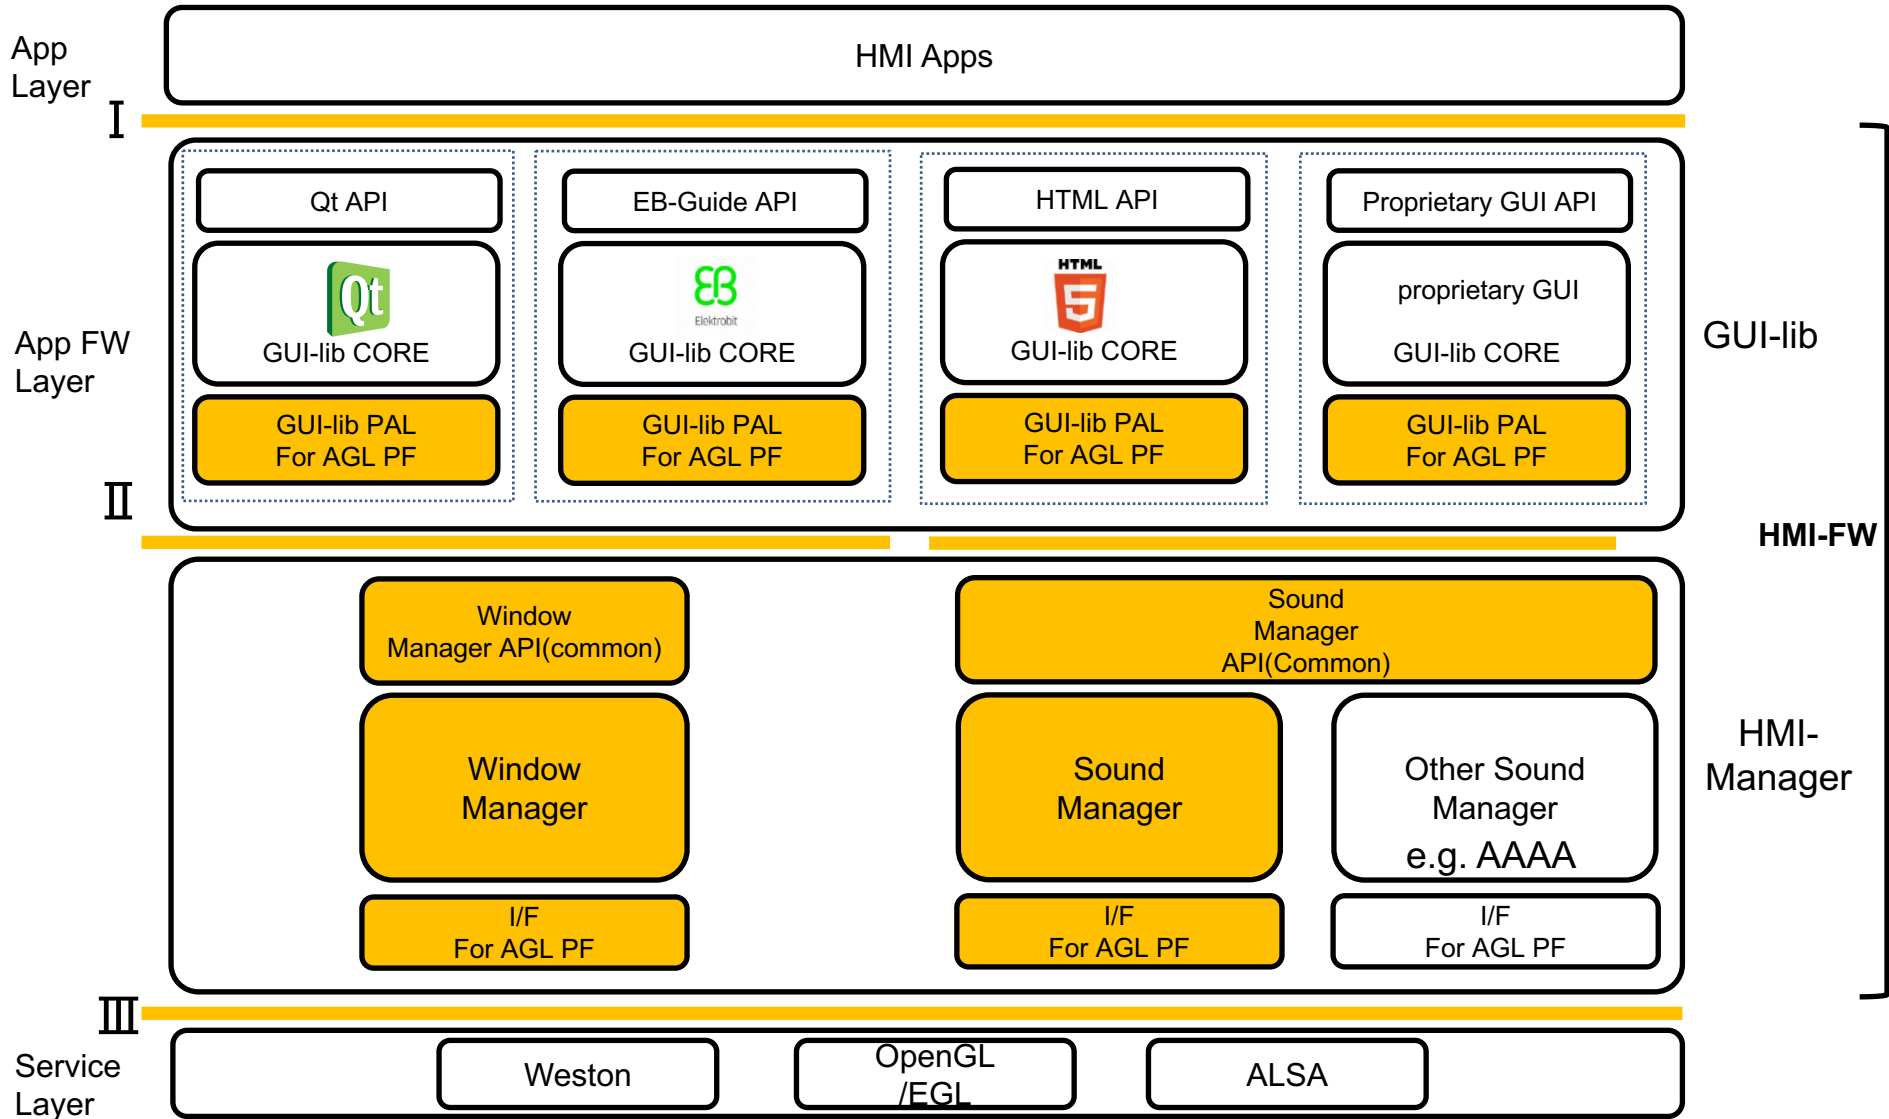 HMI Apps
App
Layer
I
Qt API
EB-Guide API
HTML API
Proprietary GUI API
Qt
GUI-lib CORE
EB
Elektrobit
GUI-lib CORE
HTML
5
GUI-lib CORE
proprietary GUI
GUI-lib CORE
App FW
Layer
GUI-lib
GUI-lib PAL
For AGL PF
GUI-lib PAL
For AGL PF
GUI-lib PAL
For AGL PF
GUI-lib PAL
For AGL PF
II
HMI-FW
Window
Manager API(common)
Sound
Manager
API(Common)
Window
Manager
Sound
Manager
Other Sound
Manager
e.g. AAAA
HMI-
Manager
I/F
For AGL PF
I/F
For AGL PF
I/F
For AGL PF
III
Service
Layer
Weston
OpenGL
/EGL
ALSA